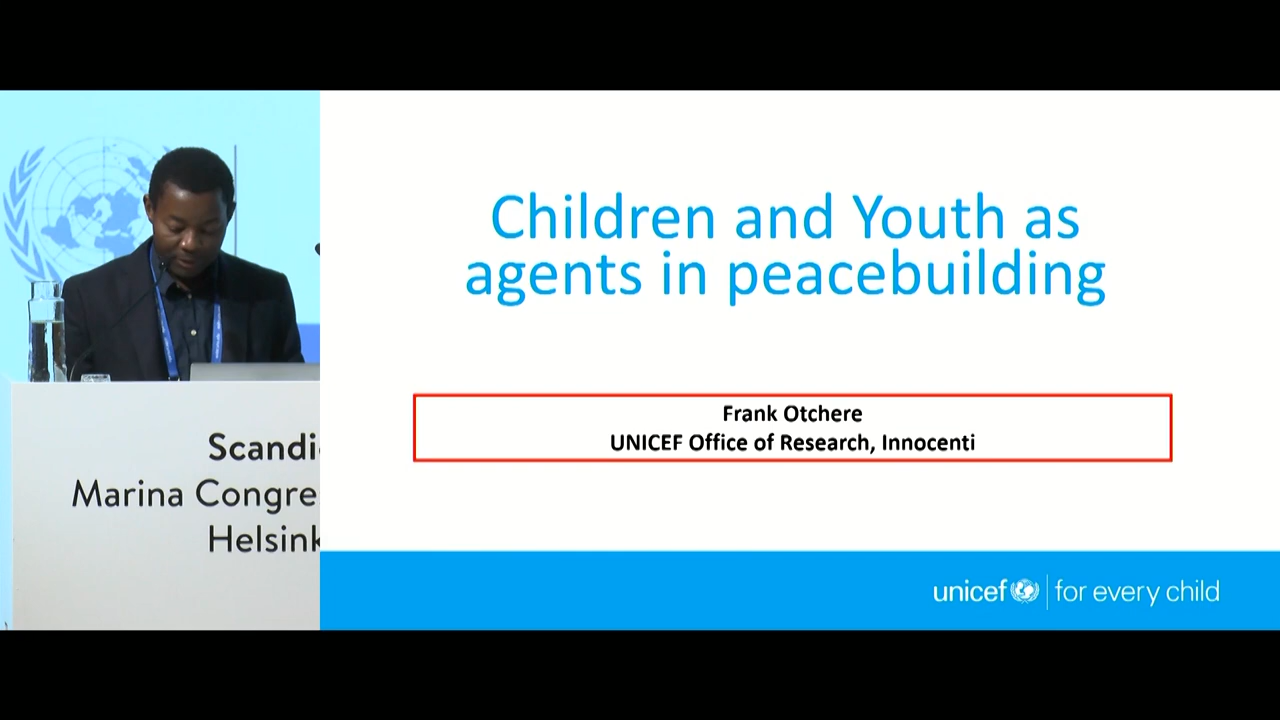 Children and Youth as
agents in peacebuilding
Frank Otchere
UNICEF Office of Research, Innocenti
unicef for every child
Scandi
Marina Congre
Helsink